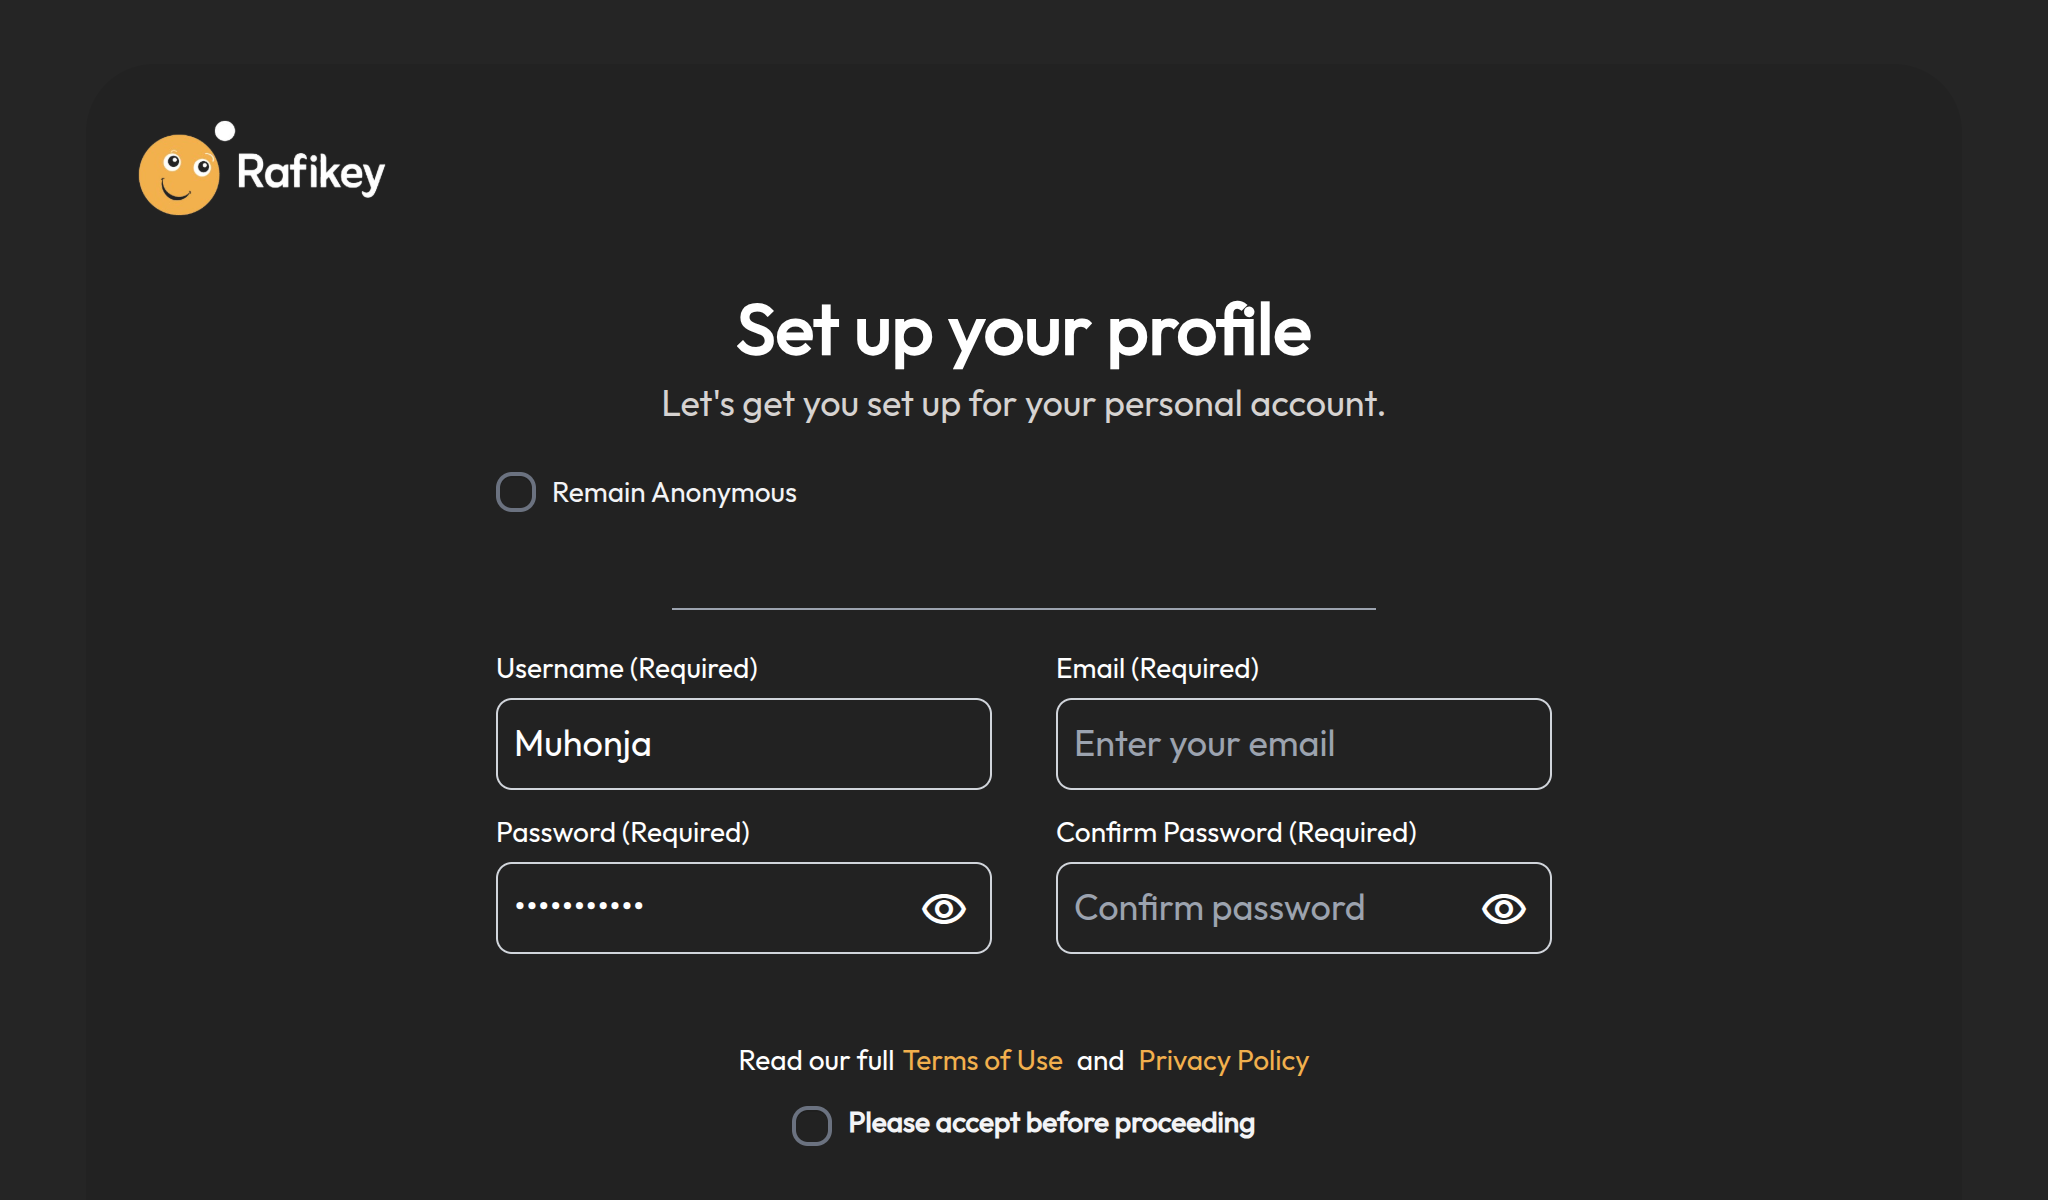 Rafikey
Set up your profile
Let's get you set up for your personal account.
Remain Anonymous
Username (Required)
Email (Required)
Muhonja
Enter your email
Password (Required)
Confirm Password (Required)
•••••••••••
Confirm password
Read our full Terms of Use and Privacy Policy
Please accept before proceeding